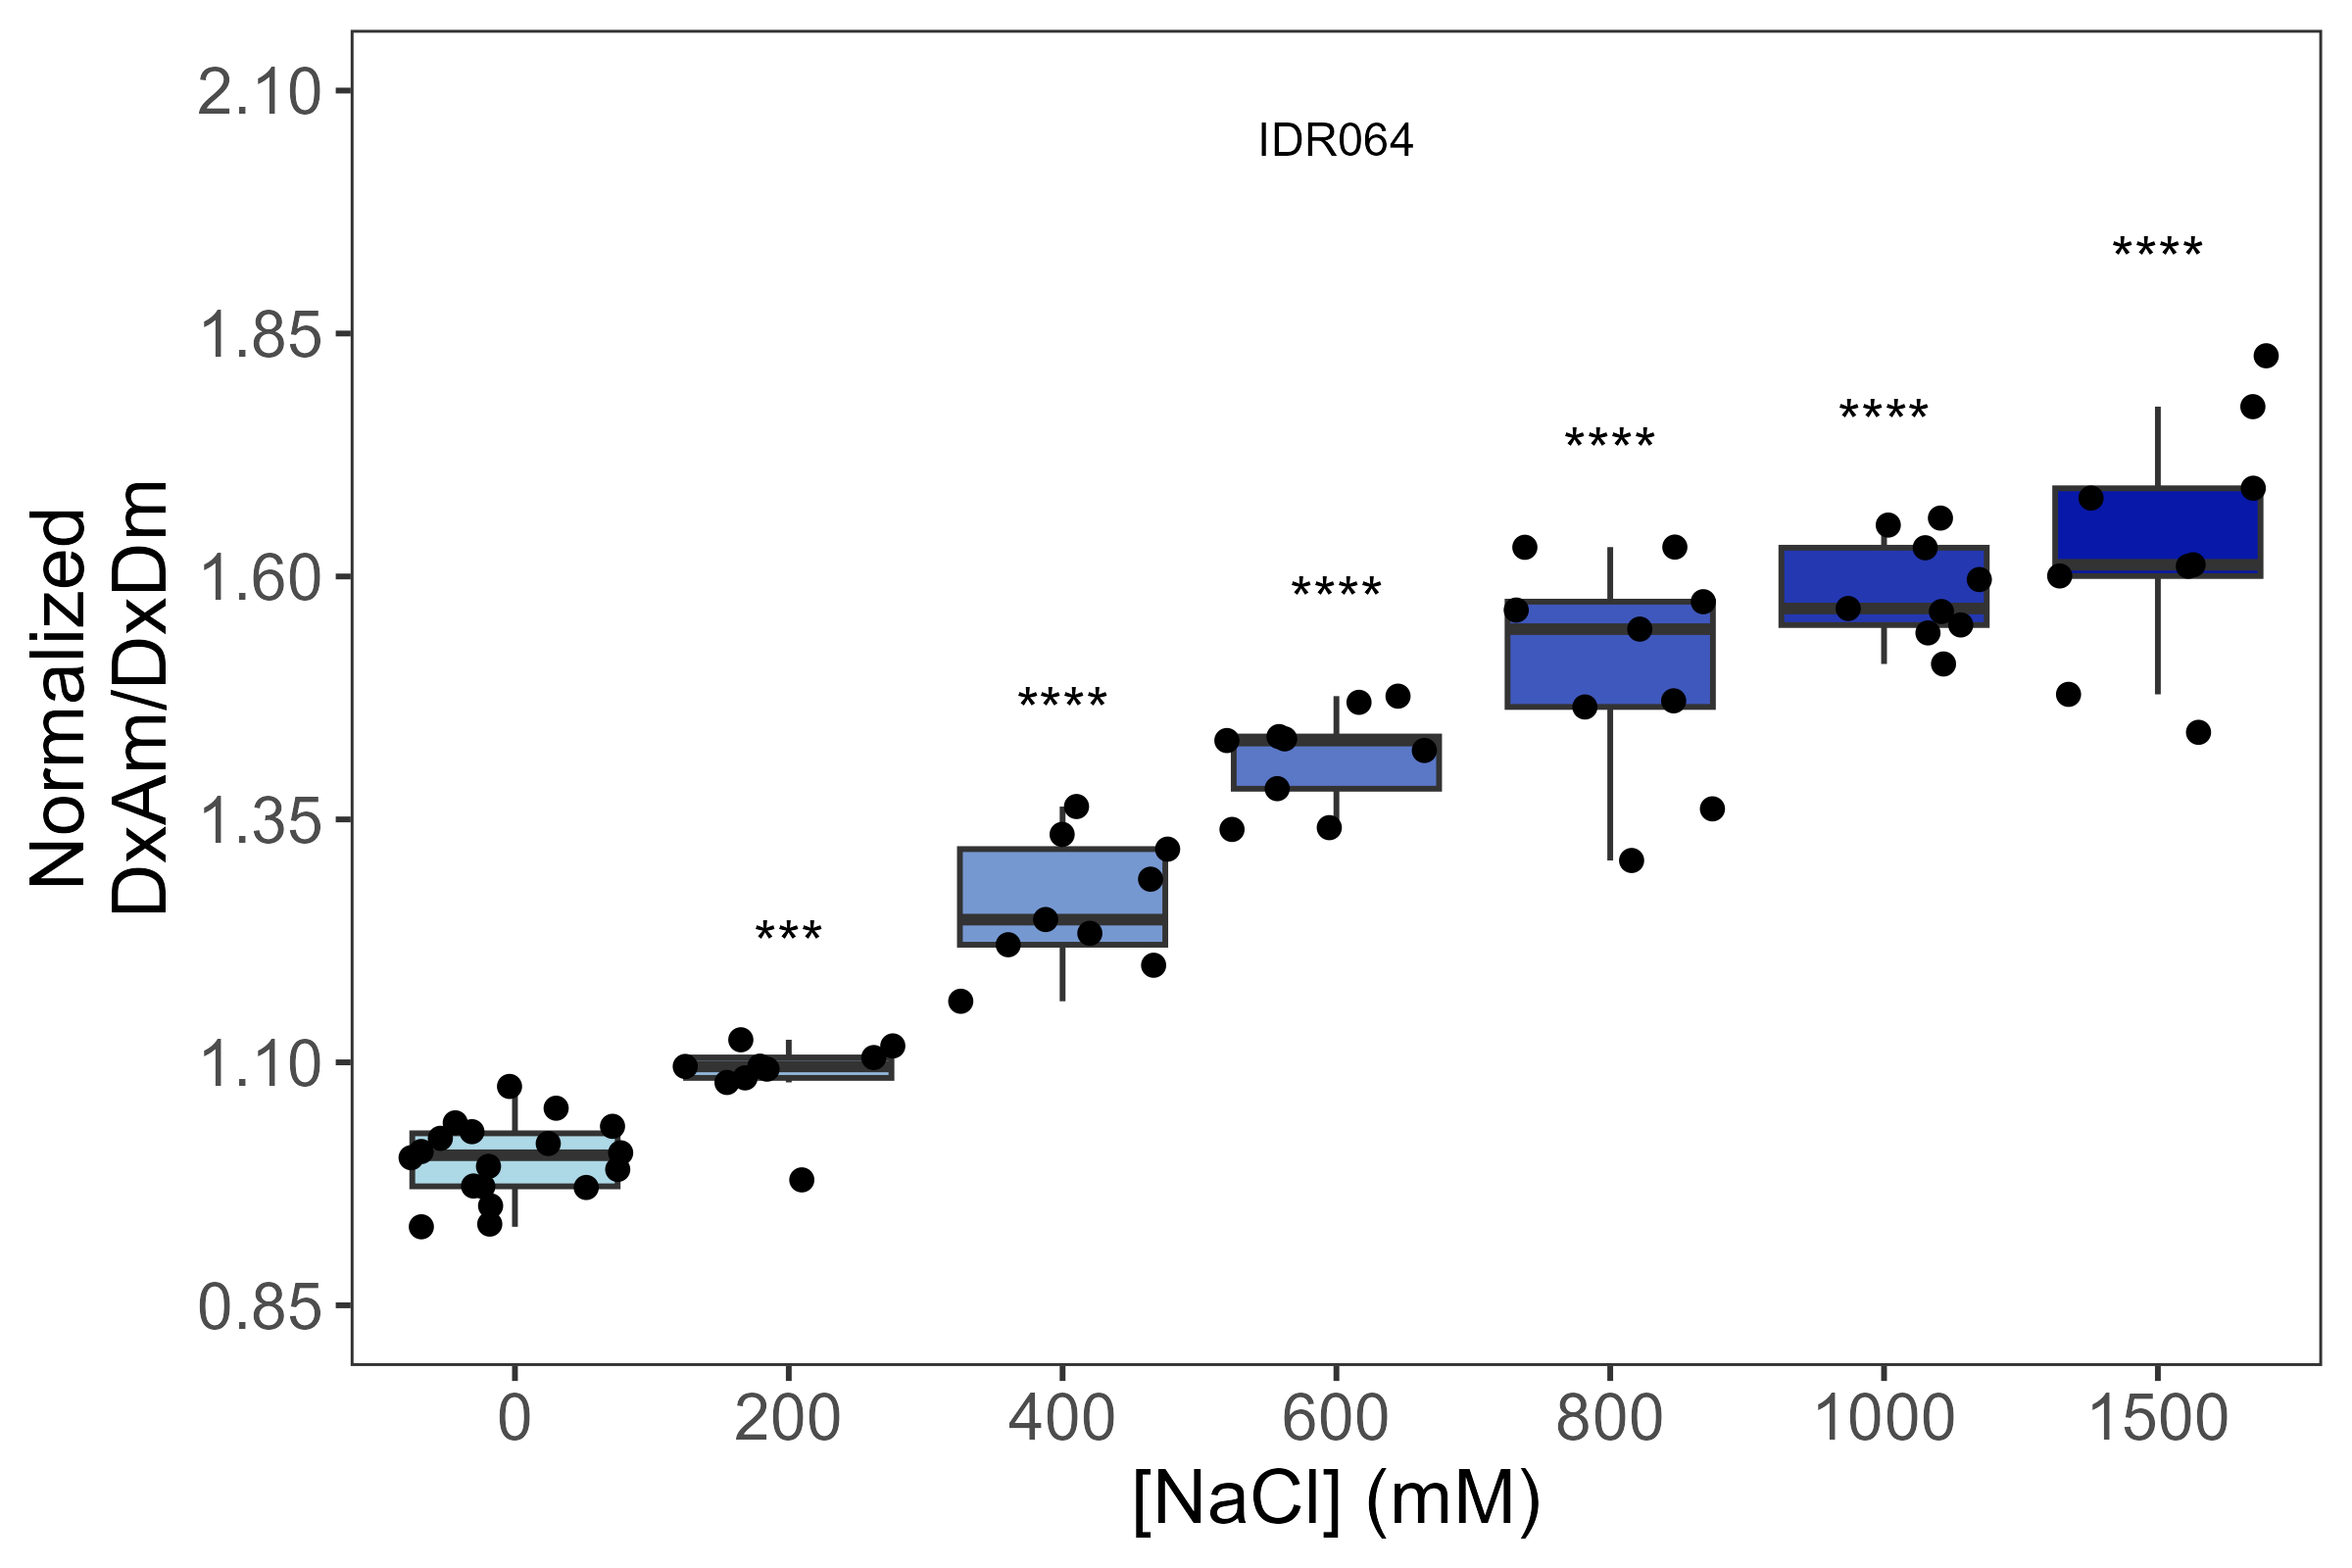 2.10
IDR064
****
1.85
****
****
1.60
****
****
1.35
***
1.10
0.85
Normalized
DxAm/DxDm
0 200 400 600 800 1000 1500
[NaCl] (mM)